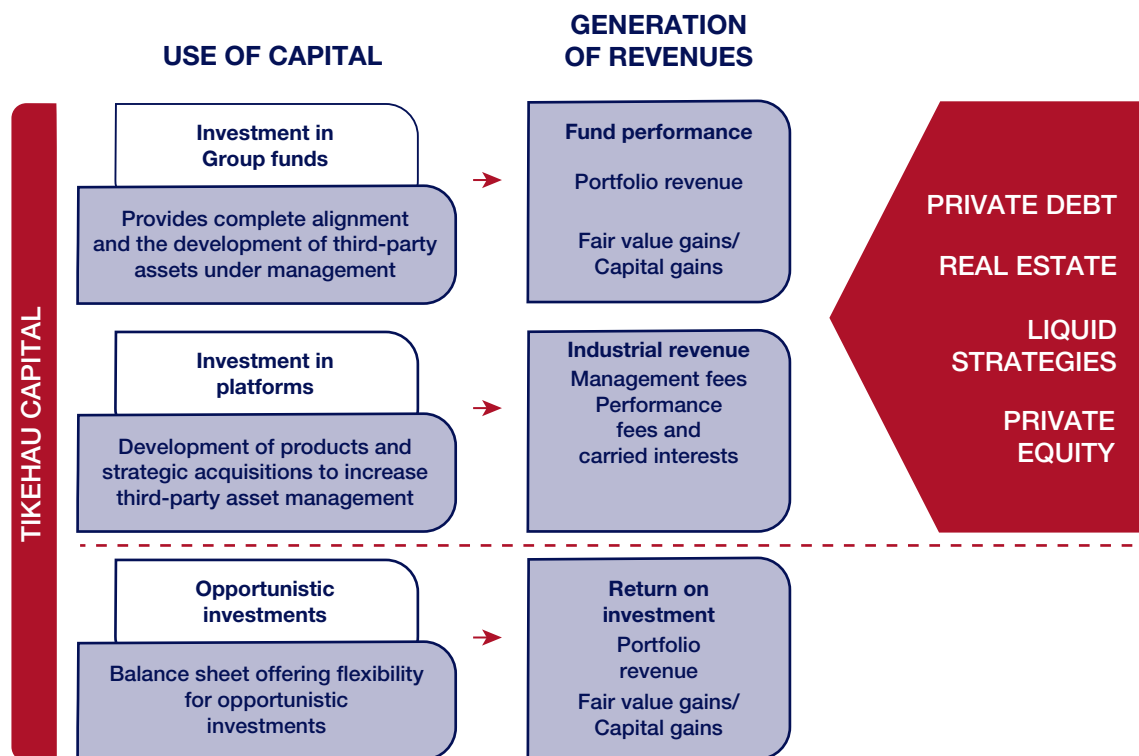 USE OF CAPITAL
GENERATION
OF REVENUES
TIKEHAU CAPITAL
Investment in
Group funds
Provides complete alignment
and the development of third-party
assets under management
Fund performance
Portfolio revenue
Fair value gains/
Capital gains
Investment in
platforms
Development of products and
strategic acquisitions to increase
third-party asset management
Industrial revenue
Management fees
Performance
fees and
carried interests
PRIVATE DEBT
REAL ESTATE
LIQUID
STRATEGIES
PRIVATE
EQUITY
Opportunistic
investments
Balance sheet offering flexibility
for opportunistic
investments
Return on
investment
Portfolio
revenue
Fair value gains/
Capital gains